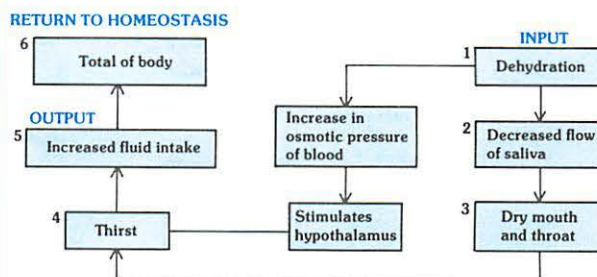 RETURN TO HOMEOSTASIS
6
Total of body
INPUT
1
Dehydration
OUTPUT
5
Increased fluid intake
Increase in
osmotic pressure
of blood
2
Decreased flow
of saliva
4
Thirst
Stimulates
hypothalamus
3
Dry mouth
and throat